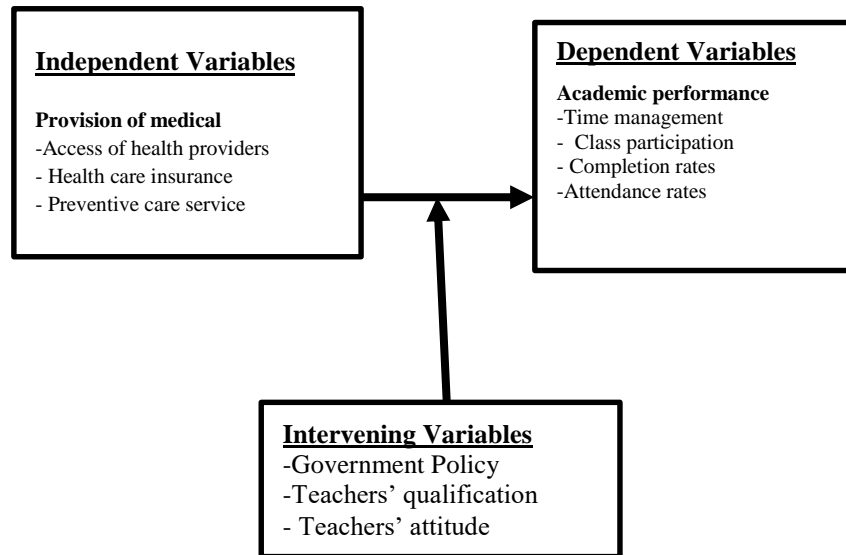 Independent Variables
Provision of medical
-Access of health providers
- Health care insurance
- Preventive care service
Dependent Variables
Academic performance
-Time management
- Class participation
- Completion rates
-Attendance rates
Intervening Variables
-Government Policy
-Teachers’ qualification
- Teachers’ attitude